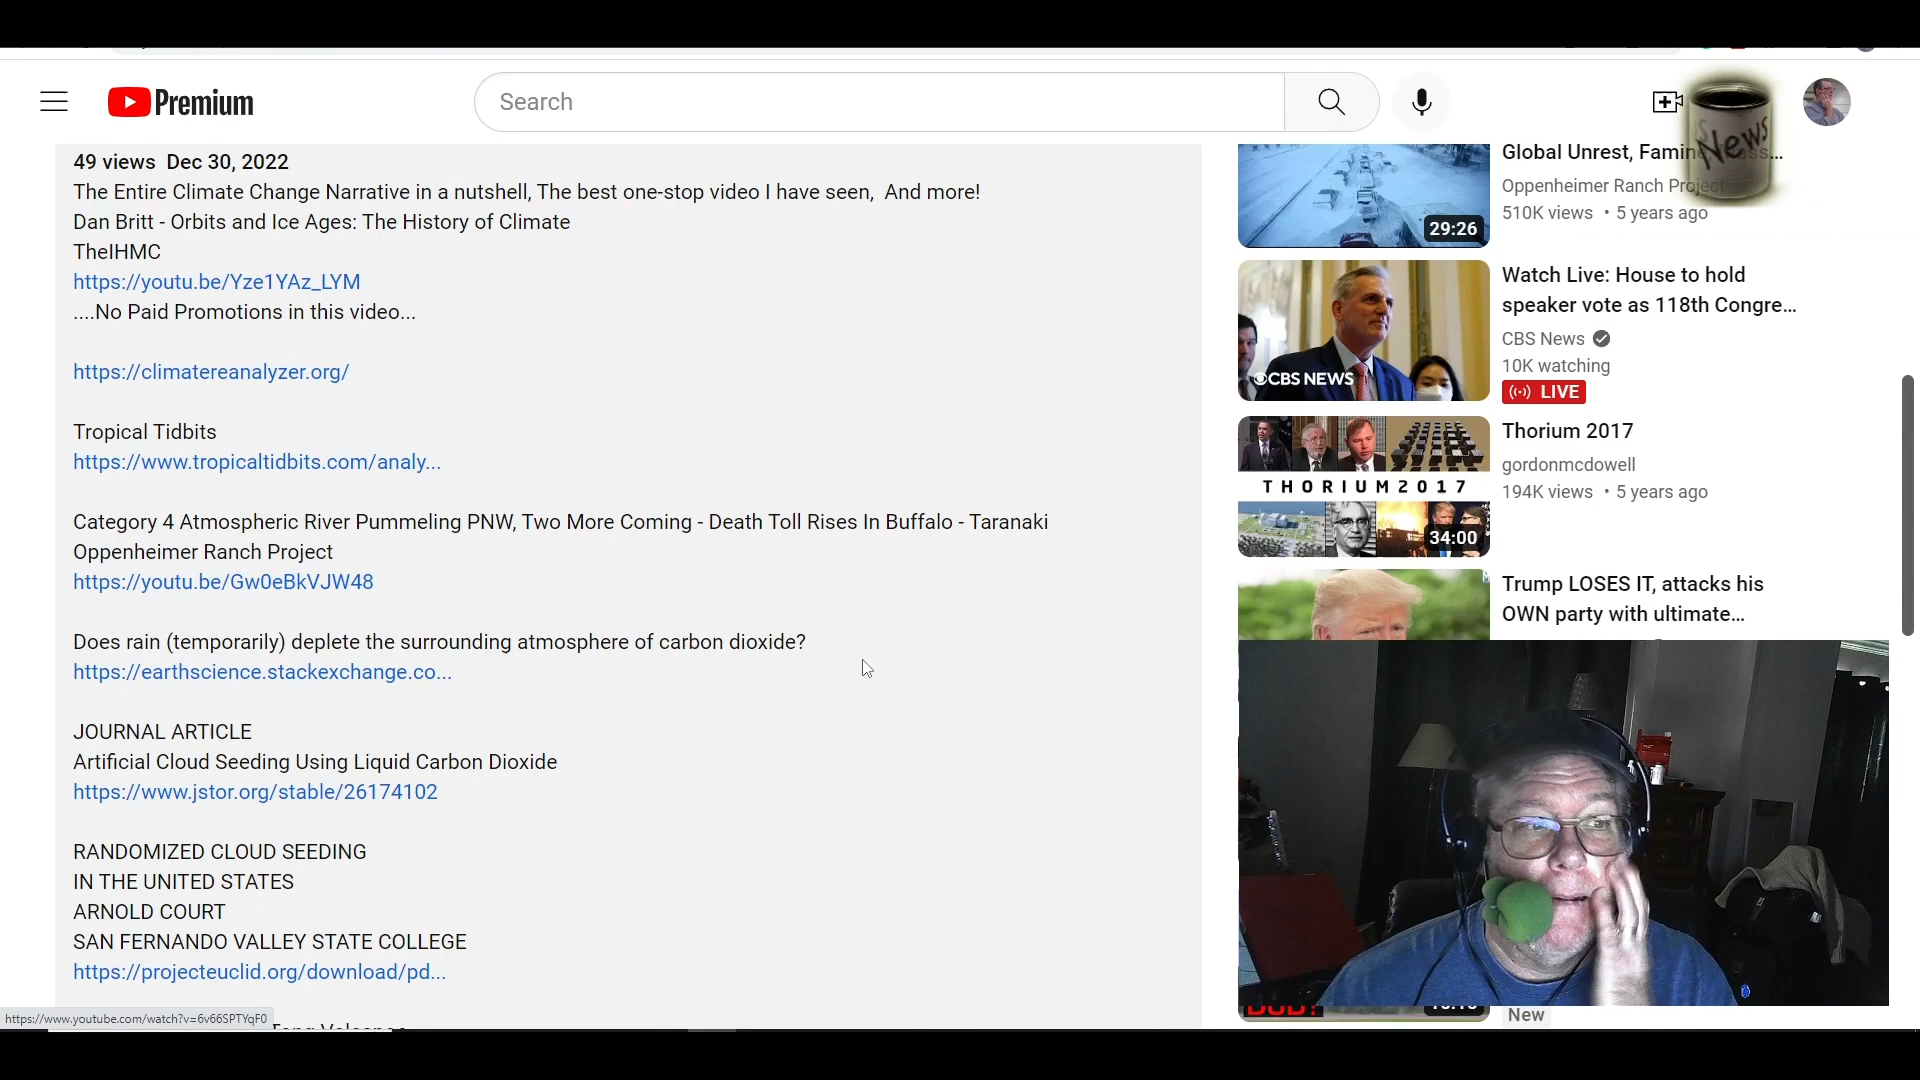 Premium
Search
News
49 views Dec 30, 2022
The Entire Climate Change Narrative in a nutshell, The best one-stop video I have seen, And more!
Dan Britt - Orbits and Ice Ages: The History of Climate
TheIHMC
https://youtu.be/Yze1YAz_LYM
....No Paid Promotions in this video...
https://climatereanalyzer.org/
Tropical Tidbits
https://www.tropicaltidbits.com/analy...
Category 4 Atmospheric River Pummeling PNW, Two More Coming - Death Toll Rises In Buffalo - Taranaki
Oppenheimer Ranch Project
https://youtu.be/Gw0eBkVJW48
Does rain (temporarily) deplete the surrounding atmosphere of carbon dioxide?
https://earthscience.stackexchange.co...
JOURNAL ARTICLE
Artificial Cloud Seeding Using Liquid Carbon Dioxide
https://www.jstor.org/stable/26174102
RANDOMIZED CLOUD SEEDING
IN THE UNITED STATES
ARNOLD COURT
SAN FERNANDO VALLEY STATE COLLEGE
https://projecteuclid.org/download/pd...
https://www.youtube.com/watch?v=6v66SPTYqF0
Global Unrest, Famine,
Oppenheimer Ranch Project
510K views • 5 years ago
29:26
Watch Live: House to hold
speaker vote as 118th Congre...
CBS News
10K watching
LIVE
CBS NEWS
Thorium 2017
gordonmcdowell
194K views • 5 years ago
THORIUM2017
34:00
Trump LOSES IT, attacks his
OWN party with ultimate...
New